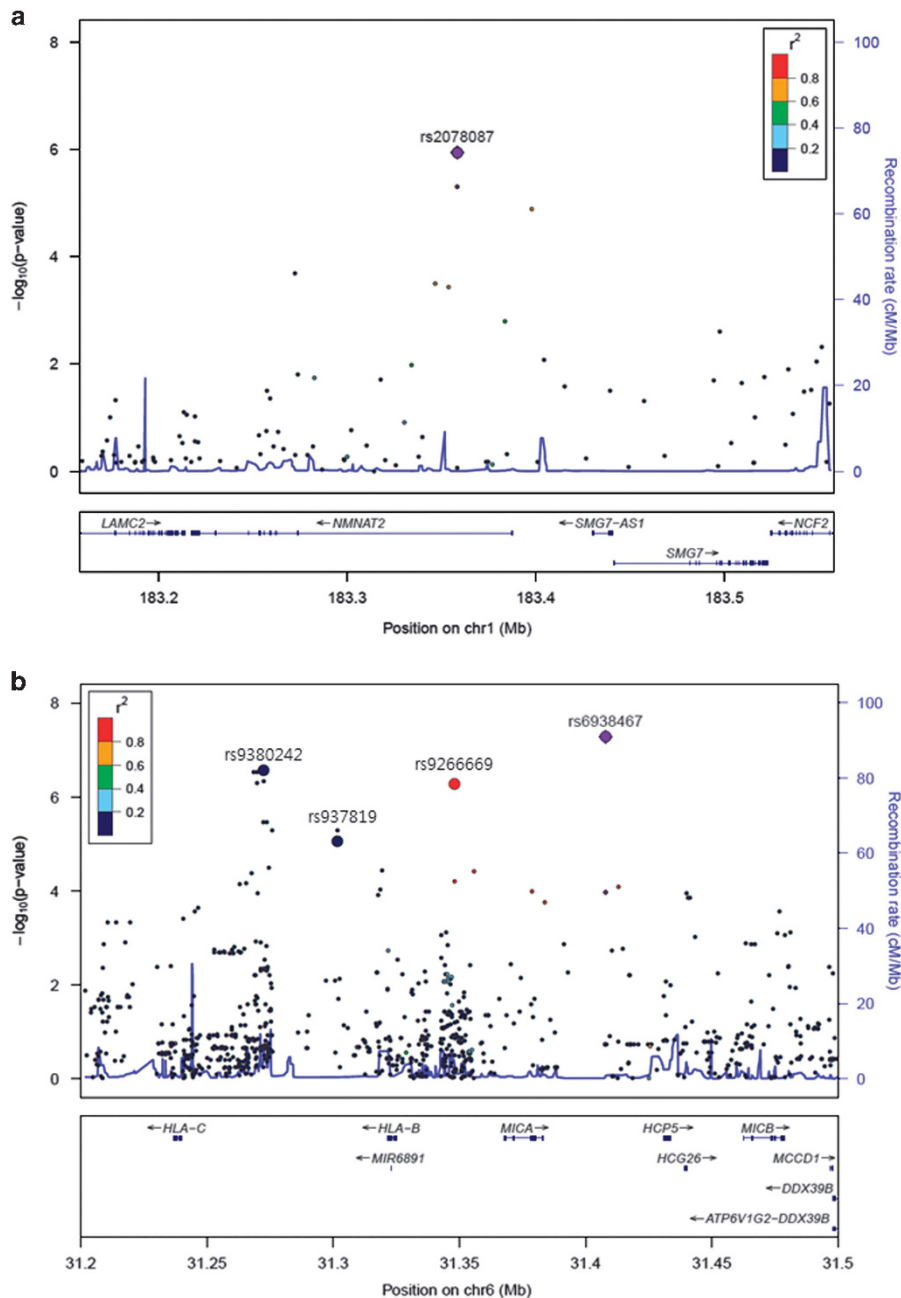 a
8
6
4
2
0
−log10(p−value)
rs2078087
r2
0.8
0.6
0.4
0.2
100
80
60
40
20
0
Recombination rate (cM/Mb)
LAMC2→
←NMNAT2
←SMG7−AS1
←NCF2
SMG7→
183.2
183.3
183.4
183.5
Position on chr1 (Mb)
b
8
6
4
2
0
−log10(p−value)
r2
0.8
0.6
0.4
0.2
rs9380242
rs937819
rs9266669
rs6938467
100
80
60
40
20
0
Recombination rate (cM/Mb)
←HLA−C
←HLA−B
MICA→
HCP5→
MICB→
←MIR6891
HCG26→
MCCD1→
←DDX39B
←ATP6V1G2−DDX39B
31.2
31.25
31.3
31.35
31.4
31.45
31.5
Position on chr6 (Mb)